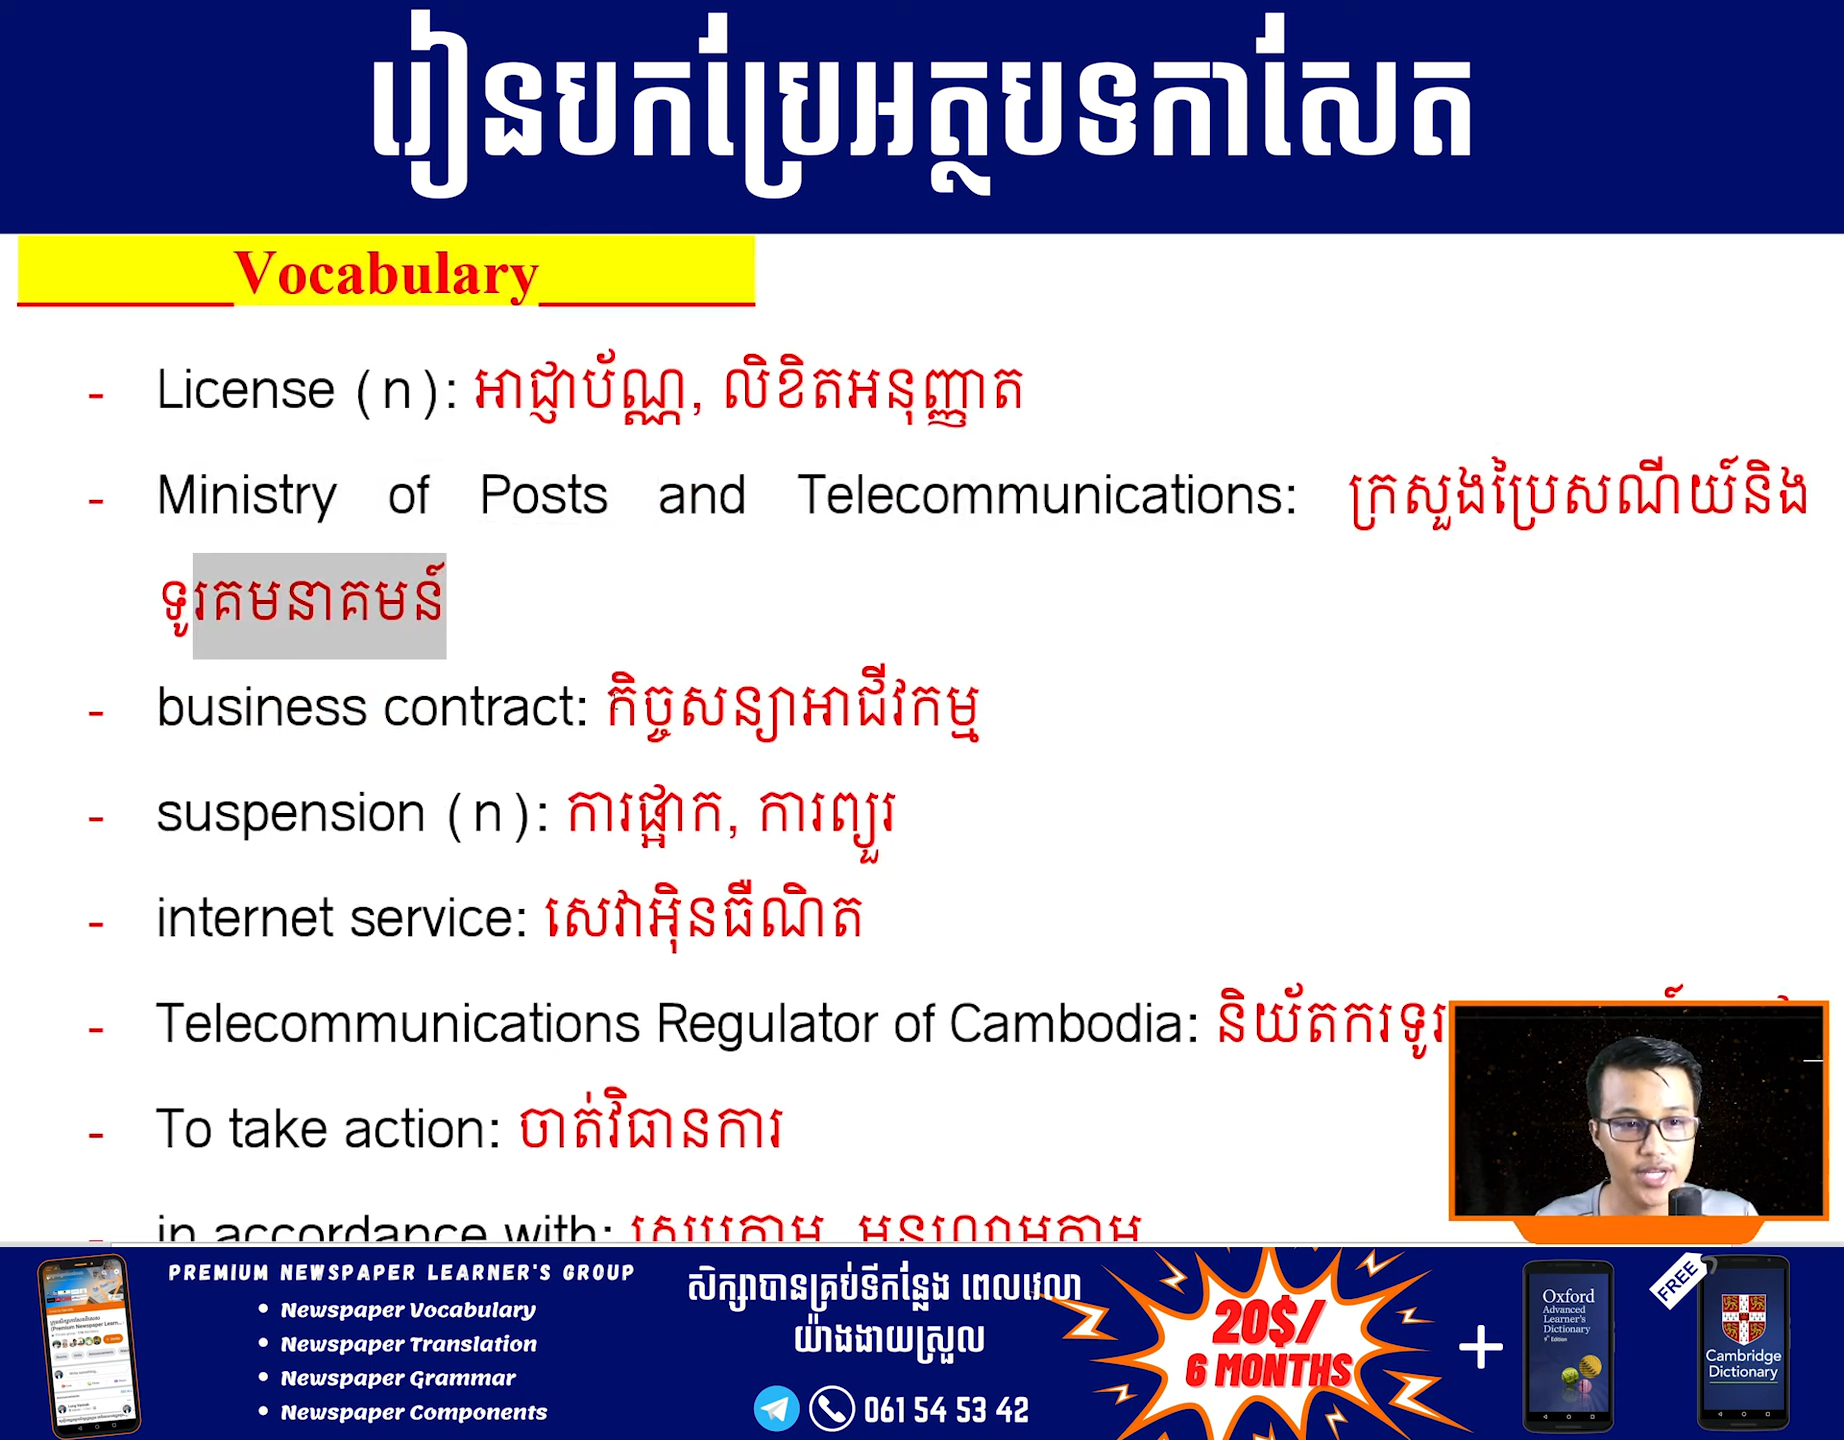 រៀនបកប្រែអត្ថបទកាសែត
Vocabulary
- License (n): អាជ្ញាប័ណ្ណ, លិខិតអនុញ្ញាត
- Ministry of Posts and Telecommunications: ក្រសួងប្រៃសណីយ៍និង
ទូរគមនាគមន៍
- business contract: កិច្ចសន្យាអាជីវកម្ម
- suspension (n): ការផ្អាក, ការព្យួរ
- internet service: សេវាអ៊ិនធឺណិត
- Telecommunications Regulator of Cambodia: និយ័តករទូរ
- To take action: ចាត់វិធានការ
- in accordance with: ស្របតាម, អនុលោមតាម
PREMIUM NEWSPAPER LEARNER'S GROUP
• Newspaper Vocabulary
• Newspaper Translation
• Newspaper Grammar
• Newspaper Components
សិក្សាបានគ្រប់ទីកន្លែង ពេលវេលា
យ៉ាងងាយស្រួល
061 54 53 42
20$/
6 MONTHS
+
Oxford
Advanced
Learner's
Dictionary
9th Edition
FREE
Cambridge
Dictionary